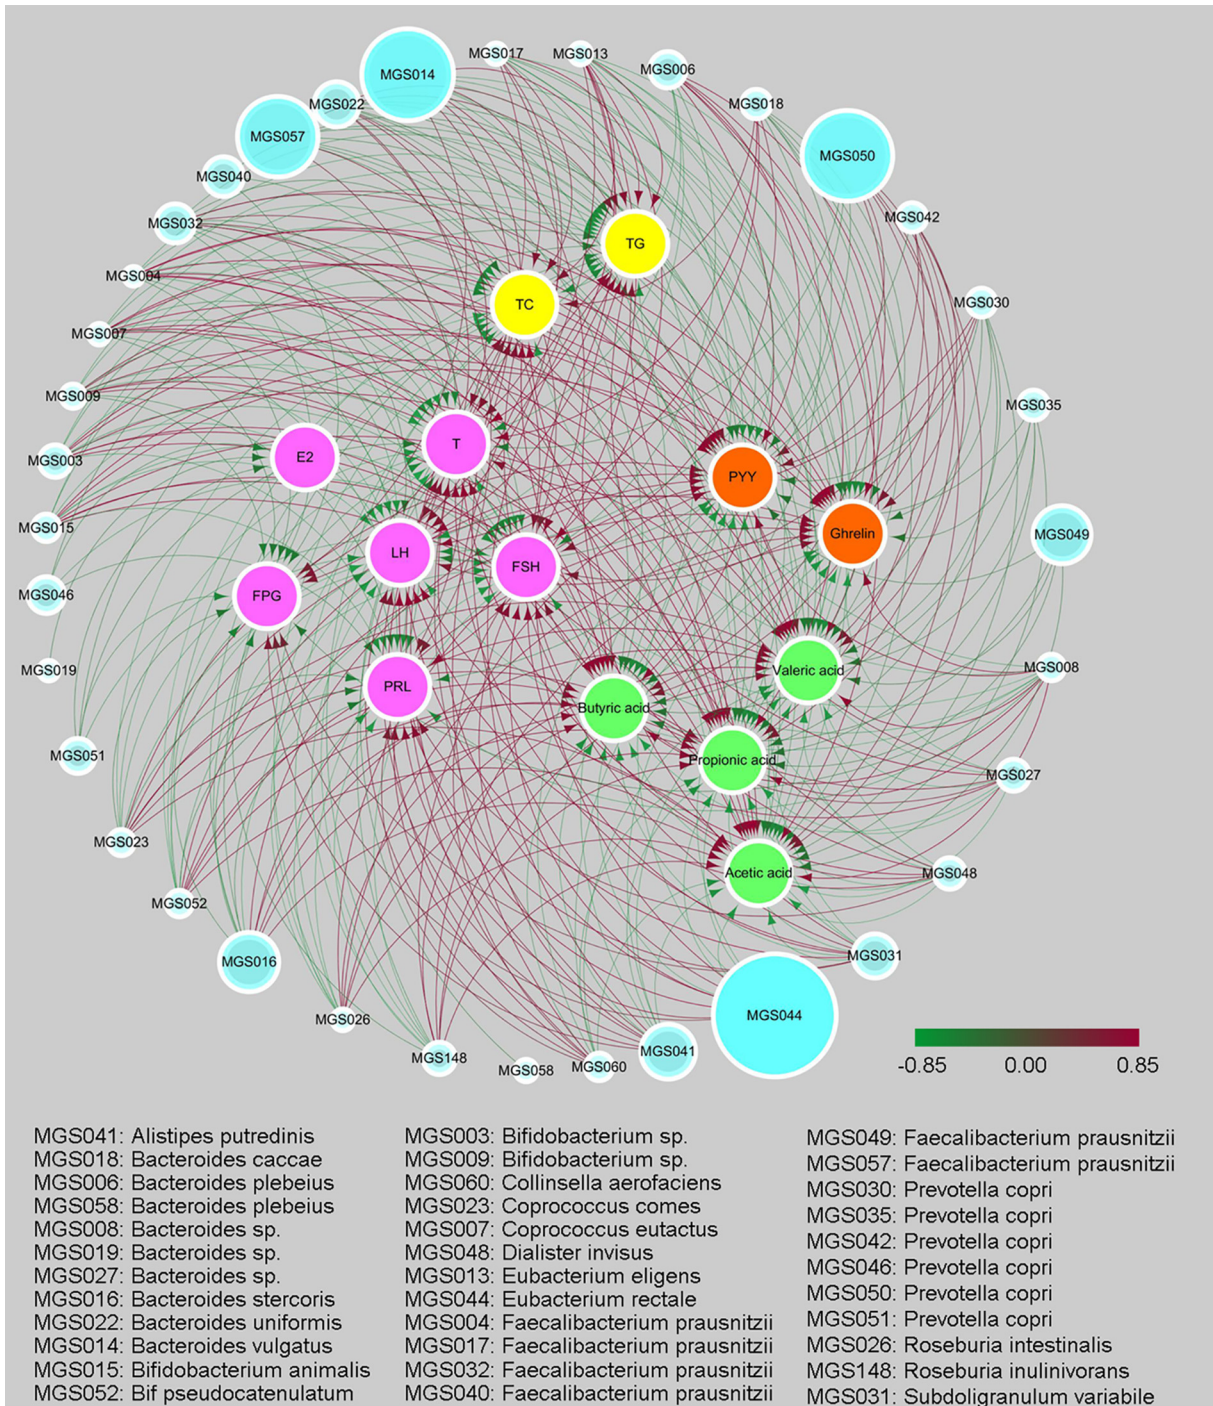 MGS017
MGS013
MGS014
MGS006
MGS022
MGS018
MGS057
MGS050
MGS040
MGS042
MGS032
TG
MGS004
MGS030
TC
MGS007
MGS009
MGS035
T
E2
MGS003
PYY
MGS015
Ghrelin
MGS049
LH
FSH
FPG
MGS046
MGS019
Valeric acid
MGS008
PRL
Butyric acid
MGS051
Propionic acid
MGS027
MGS023
Acetic acid
MGS048
MGS052
MGS016
MGS031
MGS026
MGS044
MGS148
MGS058
MGS060
MGS041
-0.85 0.00 0.85
MGS041: Alistipes putredinis
MGS018: Bacteroides caccae
MGS006: Bacteroides plebeius
MGS058: Bacteroides plebeius
MGS008: Bacteroides sp.
MGS019: Bacteroides sp.
MGS027: Bacteroides sp.
MGS016: Bacteroides stercoris
MGS022: Bacteroides uniformis
MGS014: Bacteroides vulgatus
MGS015: Bifidobacterium animalis
MGS052: Bif pseudocatenulatum
MGS003: Bifidobacterium sp.
MGS009: Bifidobacterium sp.
MGS060: Collinsella aerofaciens
MGS023: Coprococcus comes
MGS007: Coprococcus eutactus
MGS048: Dialister invisus
MGS013: Eubacterium eligens
MGS044: Eubacterium rectale
MGS004: Faecalibacterium prausnitzii
MGS017: Faecalibacterium prausnitzii
MGS032: Faecalibacterium prausnitzii
MGS040: Faecalibacterium prausnitzii
MGS049: Faecalibacterium prausnitzii
MGS057: Faecalibacterium prausnitzii
MGS030: Prevotella copri
MGS035: Prevotella copri
MGS042: Prevotella copri
MGS046: Prevotella copri
MGS050: Prevotella copri
MGS051: Prevotella copri
MGS026: Roseburia intestinalis
MGS148: Roseburia inulinivorans
MGS031: Subdoligranulum variabile